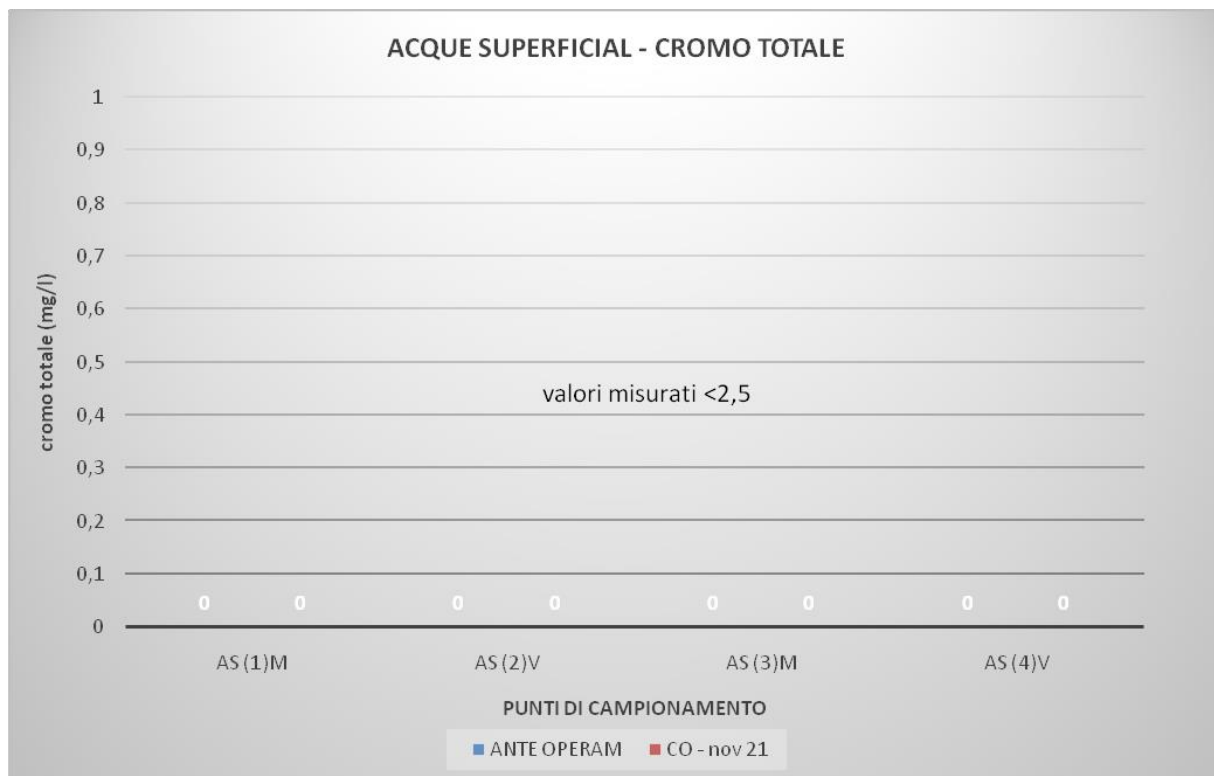 ACQUE SUPERFICIAL - CROMO TOTALE
cromo totale (mg/l)
1
0,9
0,8
0,7
0,6
0,5
0,4
0,3
0,2
0,1
0
valori misurati <2,5
0 0 0 0 0 0 0 0
AS (1)M AS (2)V AS (3)M AS (4)V
PUNTI DI CAMPIONAMENTO
ANTE OPERAM CO - nov 21